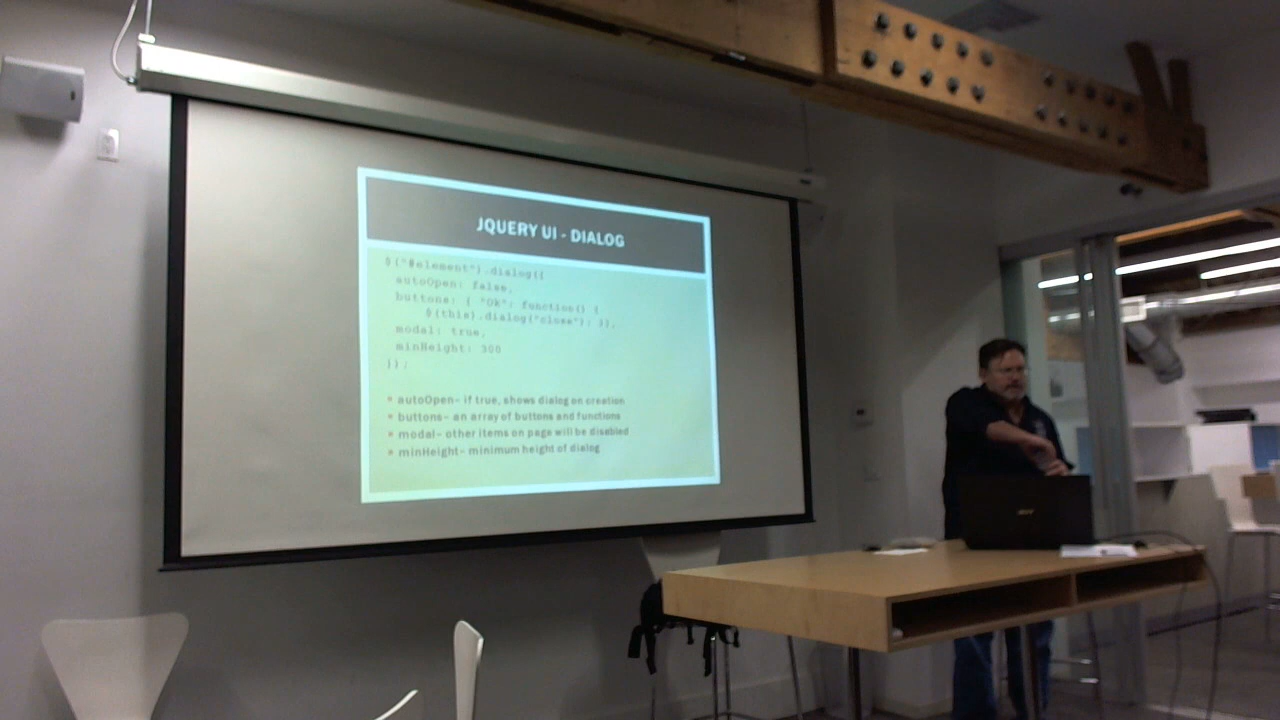 JQUERY UI - DIALOG
$("#element").dialog({
autoOpen: false,
buttons: { "Ok": function() {
$(this).dialog("close"); }},
modal: true,
minHeight: 300
});
autoOpen– if true, shows dialog on creation
buttons– an array of buttons and functions
modal– other items on page will be disabled
minHeight– minimum height of dialog
acer